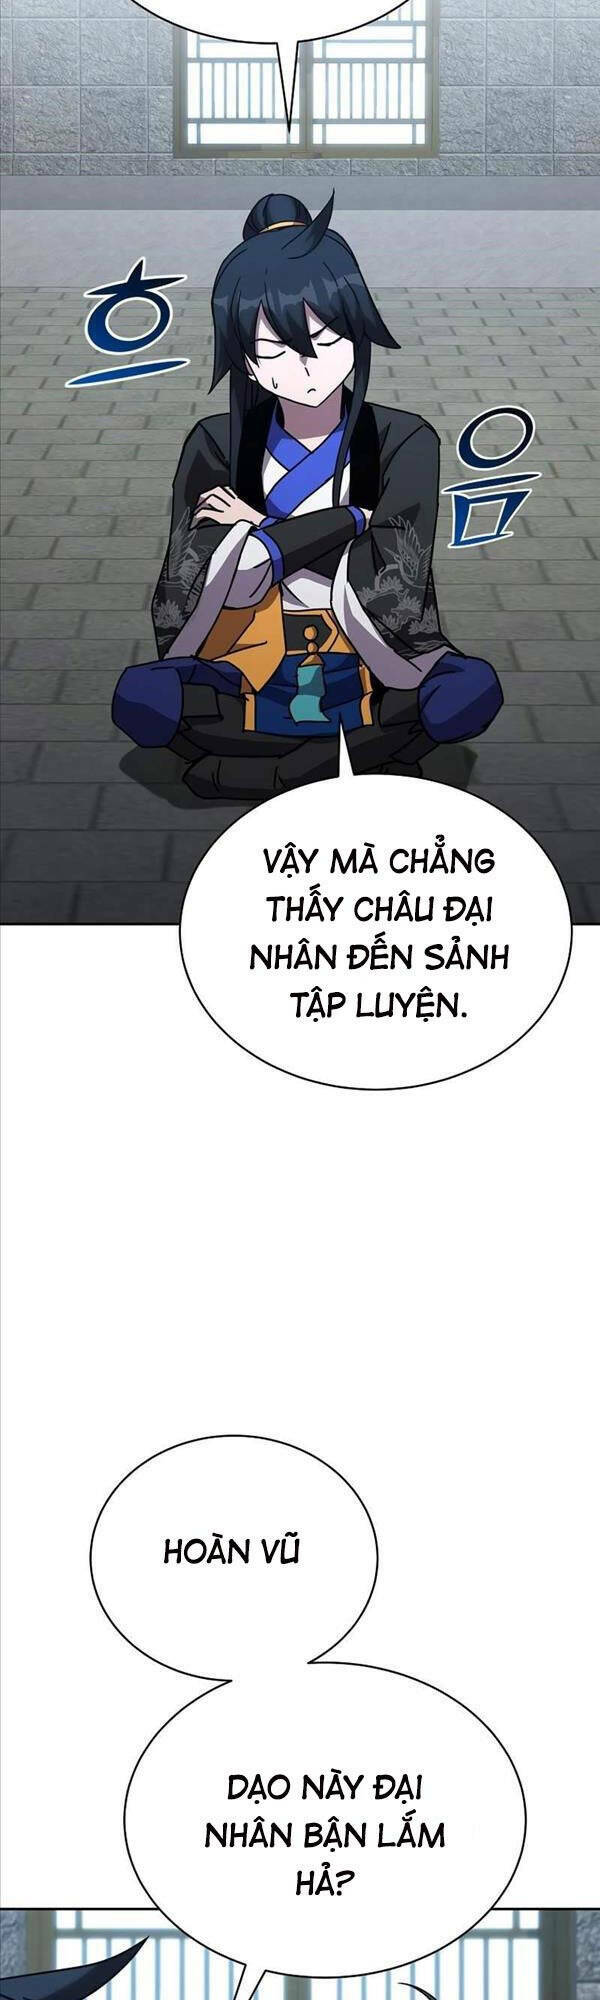 흐
음
VẬY MÀ CHẲNG
THẤY CHÂU ĐẠI
NHÂN ĐẾN SẢNH
TẬP LUYỆN.
HOÀN VŨ
DẠO NÀY ĐẠI
NHÂN BẬN LẮM
HẢ?